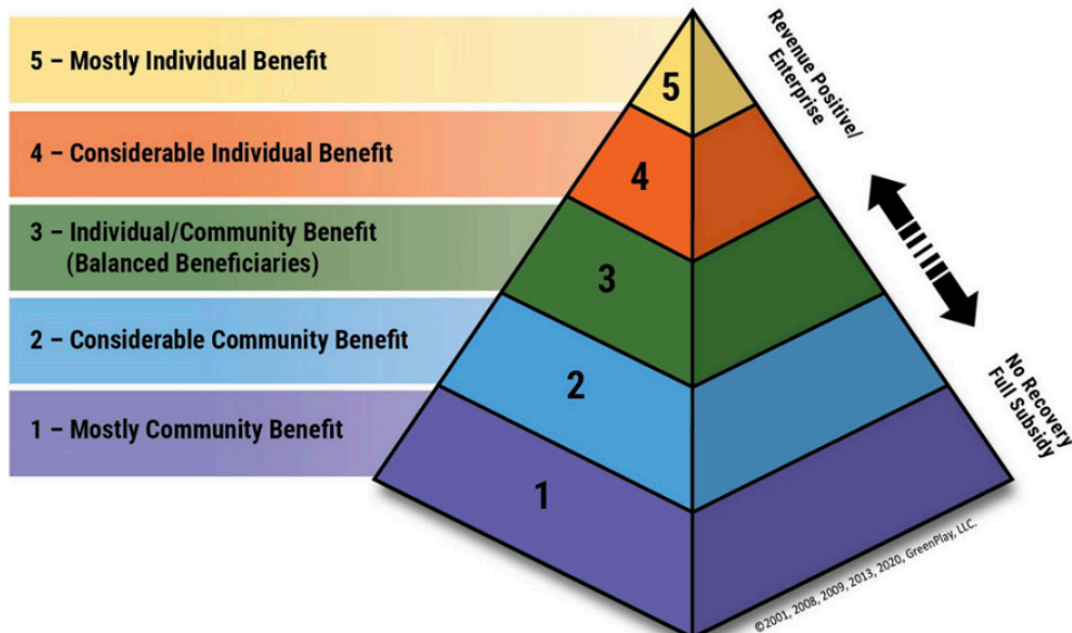 5 – Mostly Individual Benefit
4 – Considerable Individual Benefit
3 – Individual/Community Benefit
(Balanced Beneficiaries)
2 – Considerable Community Benefit
1 – Mostly Community Benefit
5
4
3
2
1
Revenue Positive/
Enterprise
No Recovery
Full Subsidy
©2001, 2008, 2009, 2013, 2020, GreenPlay, LLC.